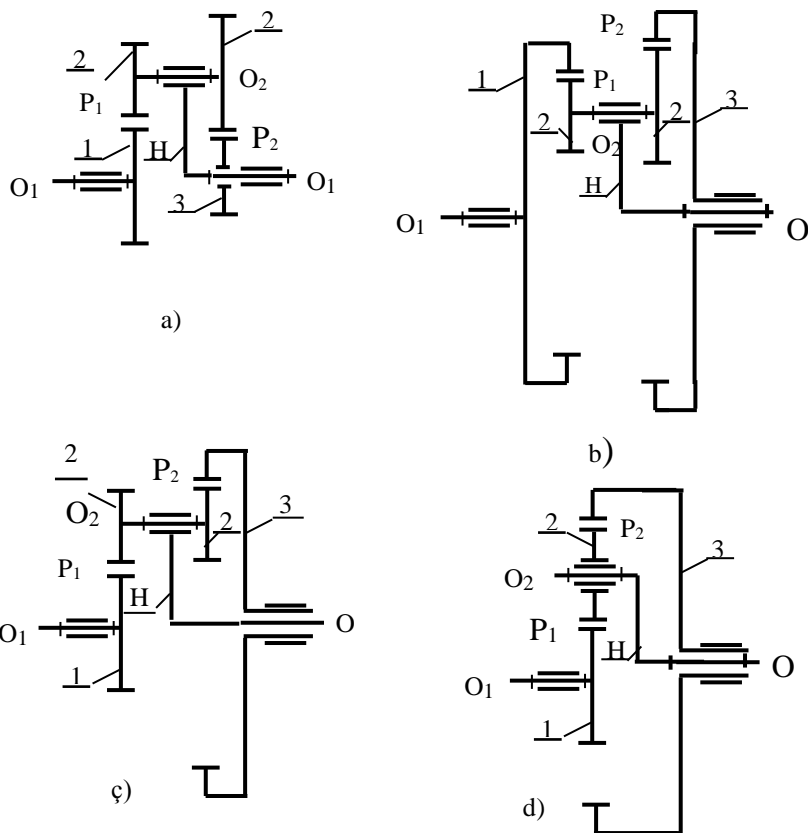 2
2
O₂
P₁
P₂
1
H
O₁
O₁
3
a)
P₂
1
P₁
3
2
2
O₂
H
O₁
O
b)
2
P₂
O₂
3
2
P₁
H
O₁
O
1
ç)
2
P₂
3
O₂
P₁
H
O
O₁
1
d)